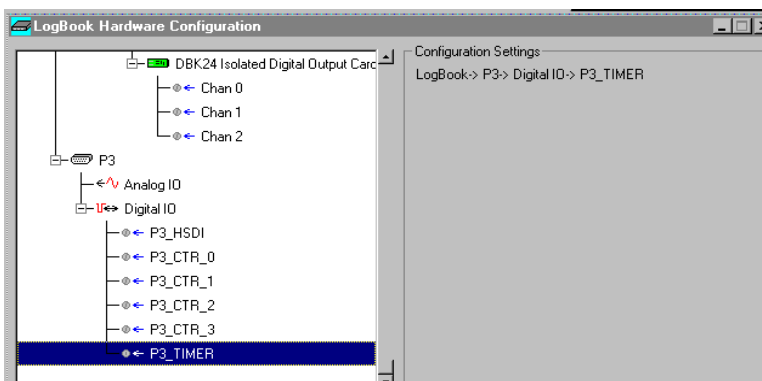 LogBook Hardware Configuration
DBK24 Isolated Digital Output Card
Chan 0
Chan 1
Chan 2
P3
Analog IO
Digital IO
P3_HSDI
P3_CTR_0
P3_CTR_1
P3_CTR_2
P3_CTR_3
P3_TIMER
Configuration Settings
LogBook-> P3-> Digital IO-> P3_TIMER